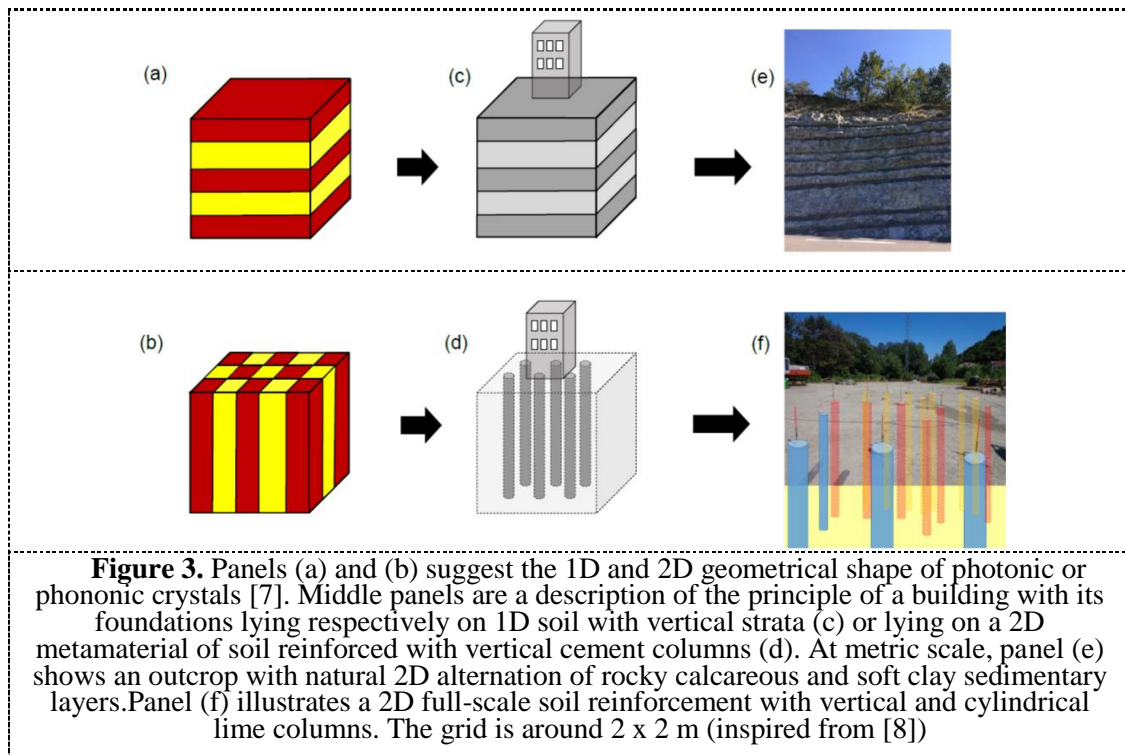 (a)
(c)
(e)
(b)
(d)
(f)
Figure 3. Panels (a) and (b) suggest the 1D and 2D geometrical shape of photonic or
phononic crystals [7]. Middle panels are a description of the principle of a building with its
foundations lying respectively on 1D soil with vertical strata (c) or lying on a 2D
metamaterial of soil reinforced with vertical cement columns (d). At metric scale, panel (e)
shows an outcrop with natural 2D alternation of rocky calcareous and soft clay sedimentary
layers.Panel (f) illustrates a 2D full-scale soil reinforcement with vertical and cylindrical
lime columns. The grid is around 2 x 2 m (inspired from [8])